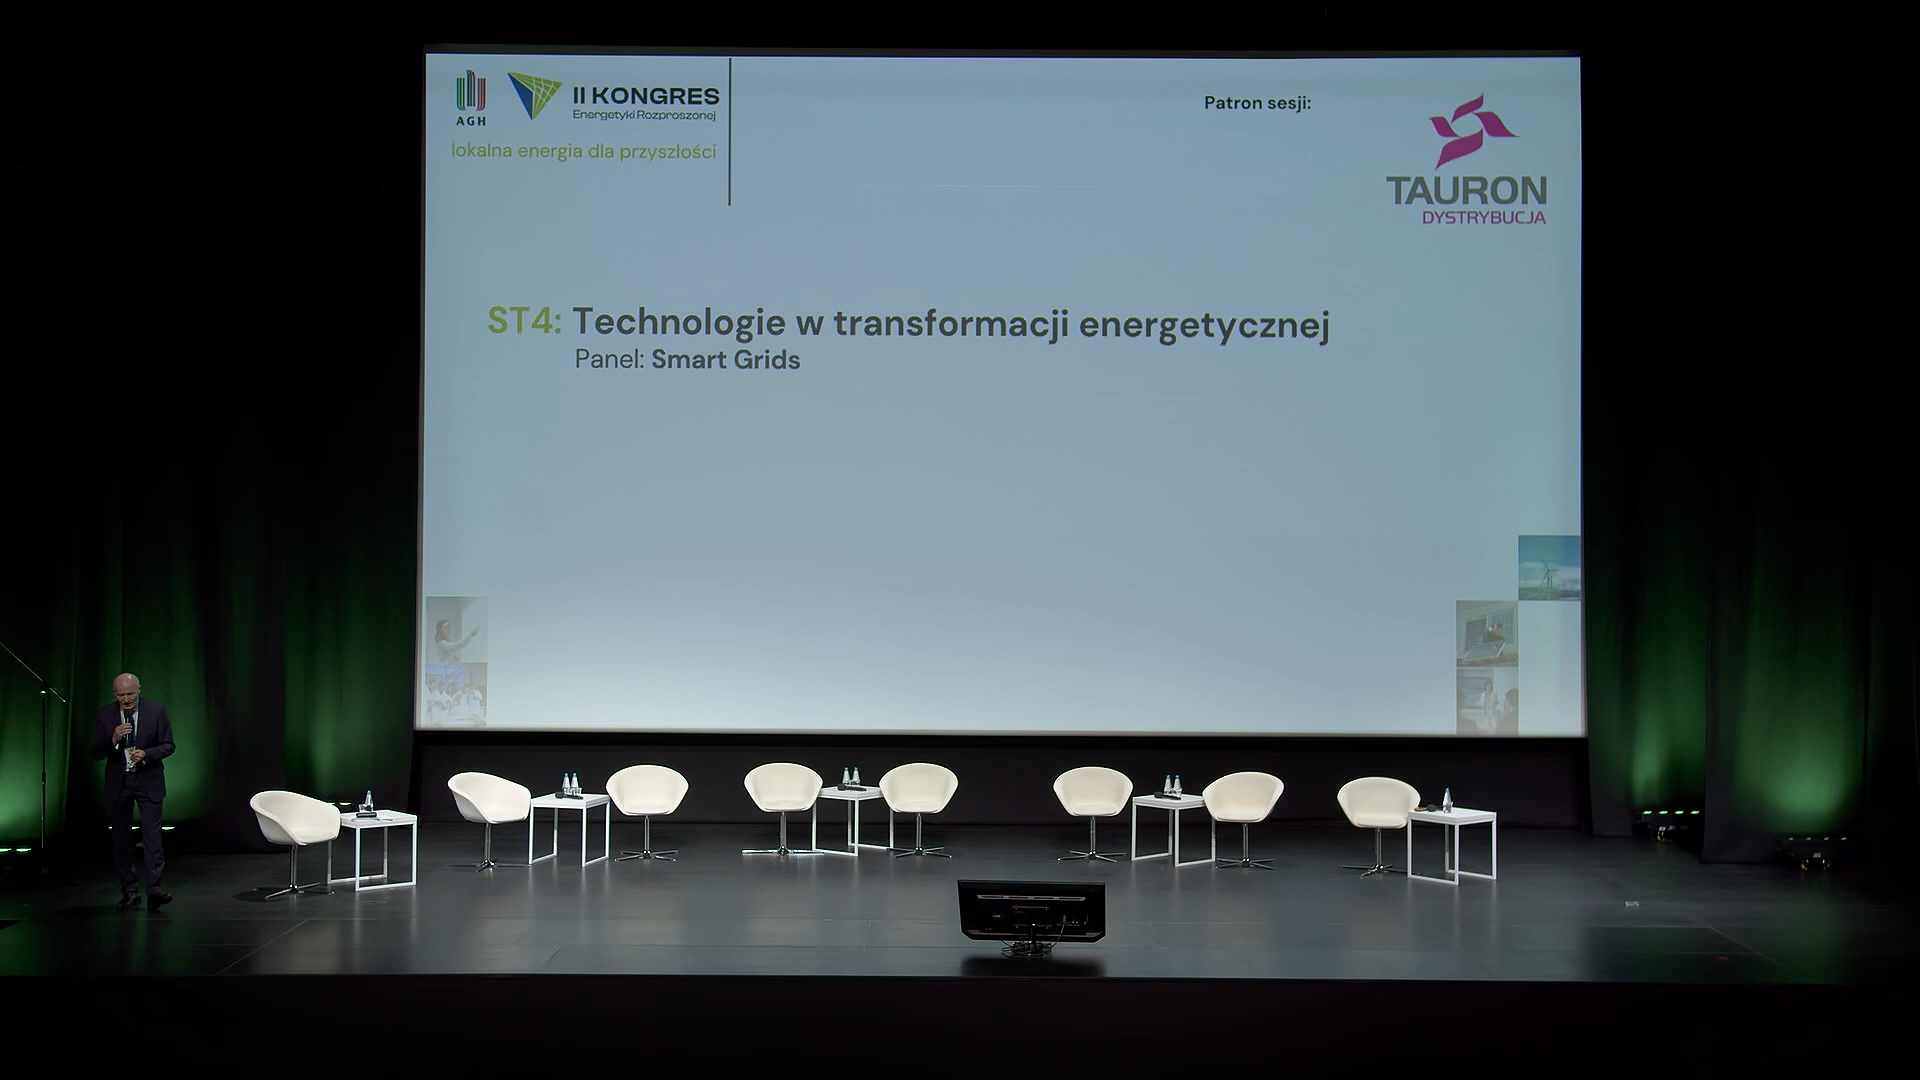 AGH
II KONGRES
Energetyki Rozproszonej
lokalna energia dla przyszłości
Patron sesji:
TAURON
DYSTRYBUCJA
ST4: Technologie w transformacji energetycznej
Panel: Smart Grids